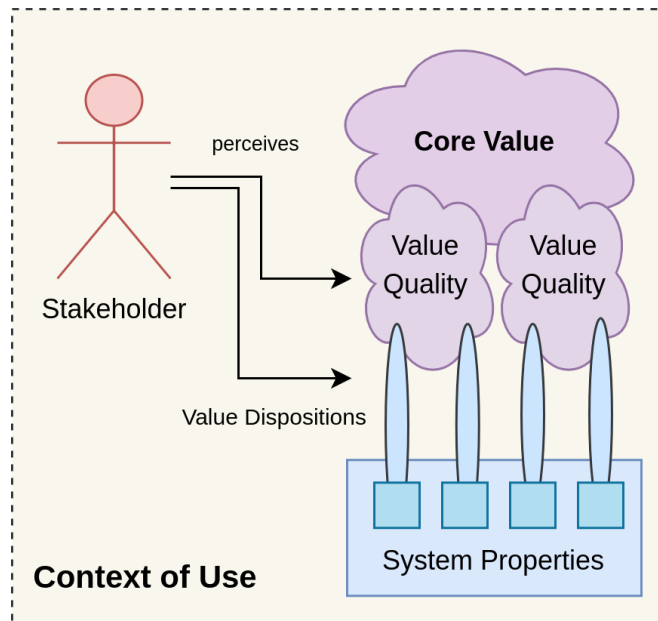 perceives
Core Value
Value
Quality
Value
Quality
Stakeholder
Value Dispositions
System Properties
Context of Use